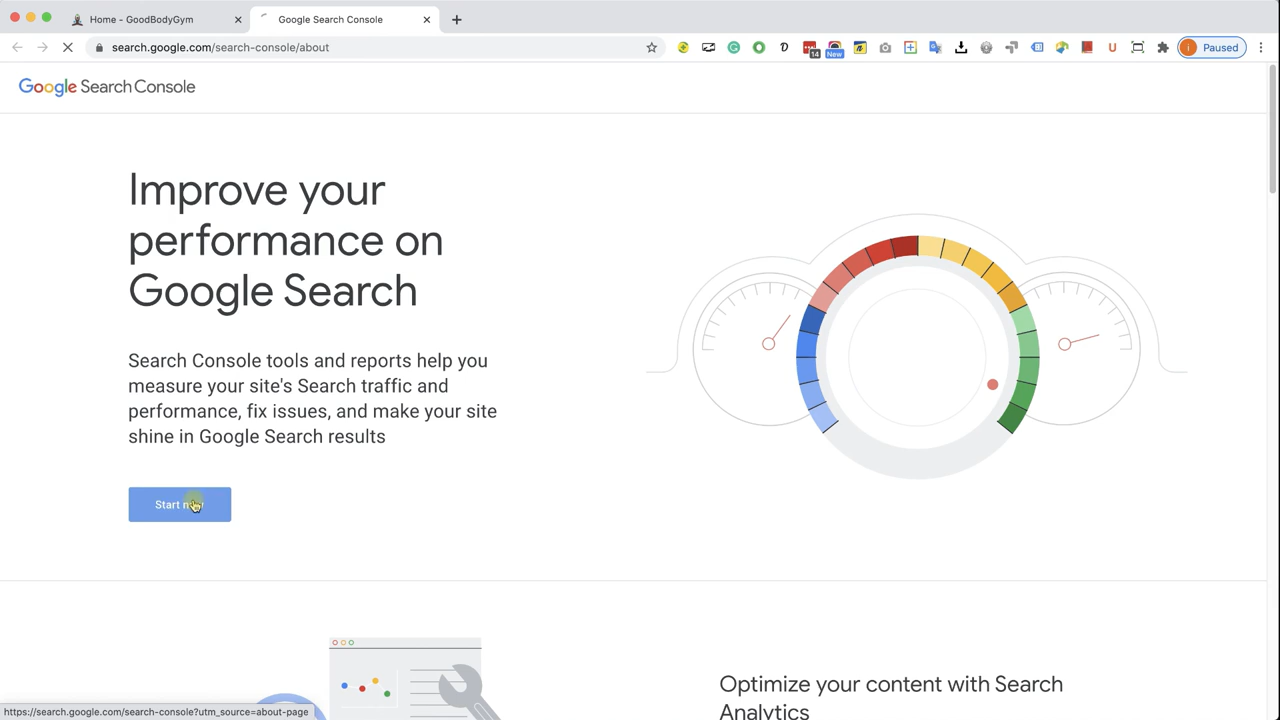 Home - GoodBodyGym
Google Search Console
search.google.com/search-console/about
14
New
i
Paused
Google Search Console
Improve your
performance on
Google Search
Search Console tools and reports help you
measure your site's Search traffic and
performance, fix issues, and make your site
shine in Google Search results
Start
Optimize your content with Search
Analytics
https://search.google.com/search-console?utm_source=about-page